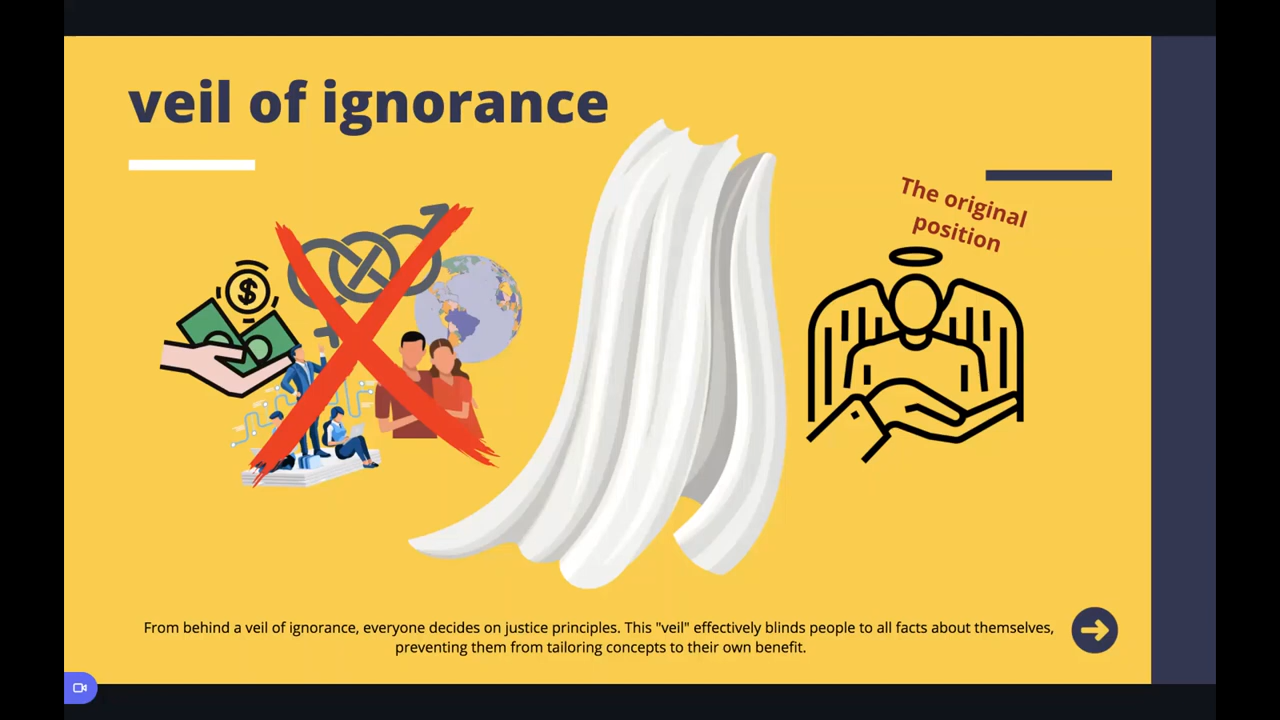 veil of ignorance
The original
position
$
From behind a veil of ignorance, everyone decides on justice principles. This "veil" effectively blinds people to all facts about themselves,
preventing them from tailoring concepts to their own benefit.